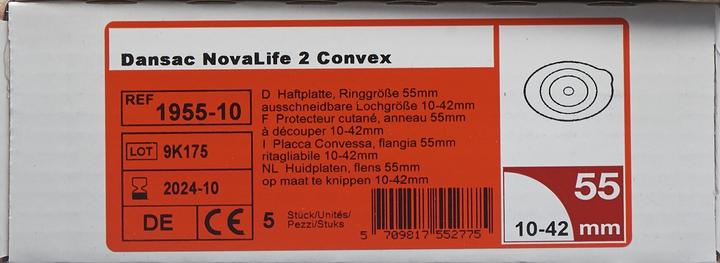 Dansac NovaLife 2 Convex
REF 1955-10
LOT 9K175
2024-10
DE CE
5 Stück/Unités/
Pezzi/Stuks
D Haftplatte, Ringgröße 55mm
ausschneidbare Lochgröße 10-42mm
F Protecteur cutané, anneau 55mm
à découper 10-42mm
I Placca Convessa, flangia 55mm
ritagliabile 10-42mm
NL Huidplaten, flens 55mm
op maat te knippen 10-42mm
5 709817 552775
55
10-42 mm